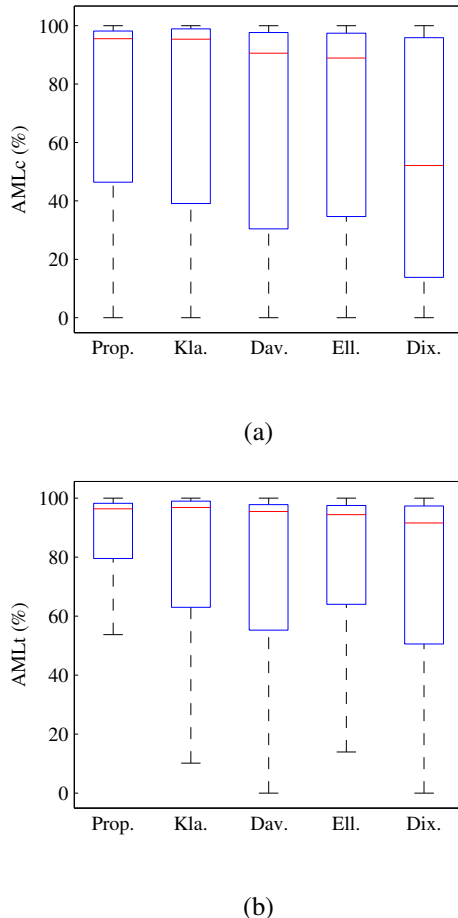 100
80
60
40
20
0
AMLc (%)
Prop. Kla. Dav. Ell. Dix.
(a)
100
80
60
40
20
0
AMLt (%)
Prop. Kla. Dav. Ell. Dix.
(b)